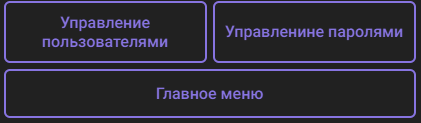 Управление
пользователями
Управленине паролями
Главное меню